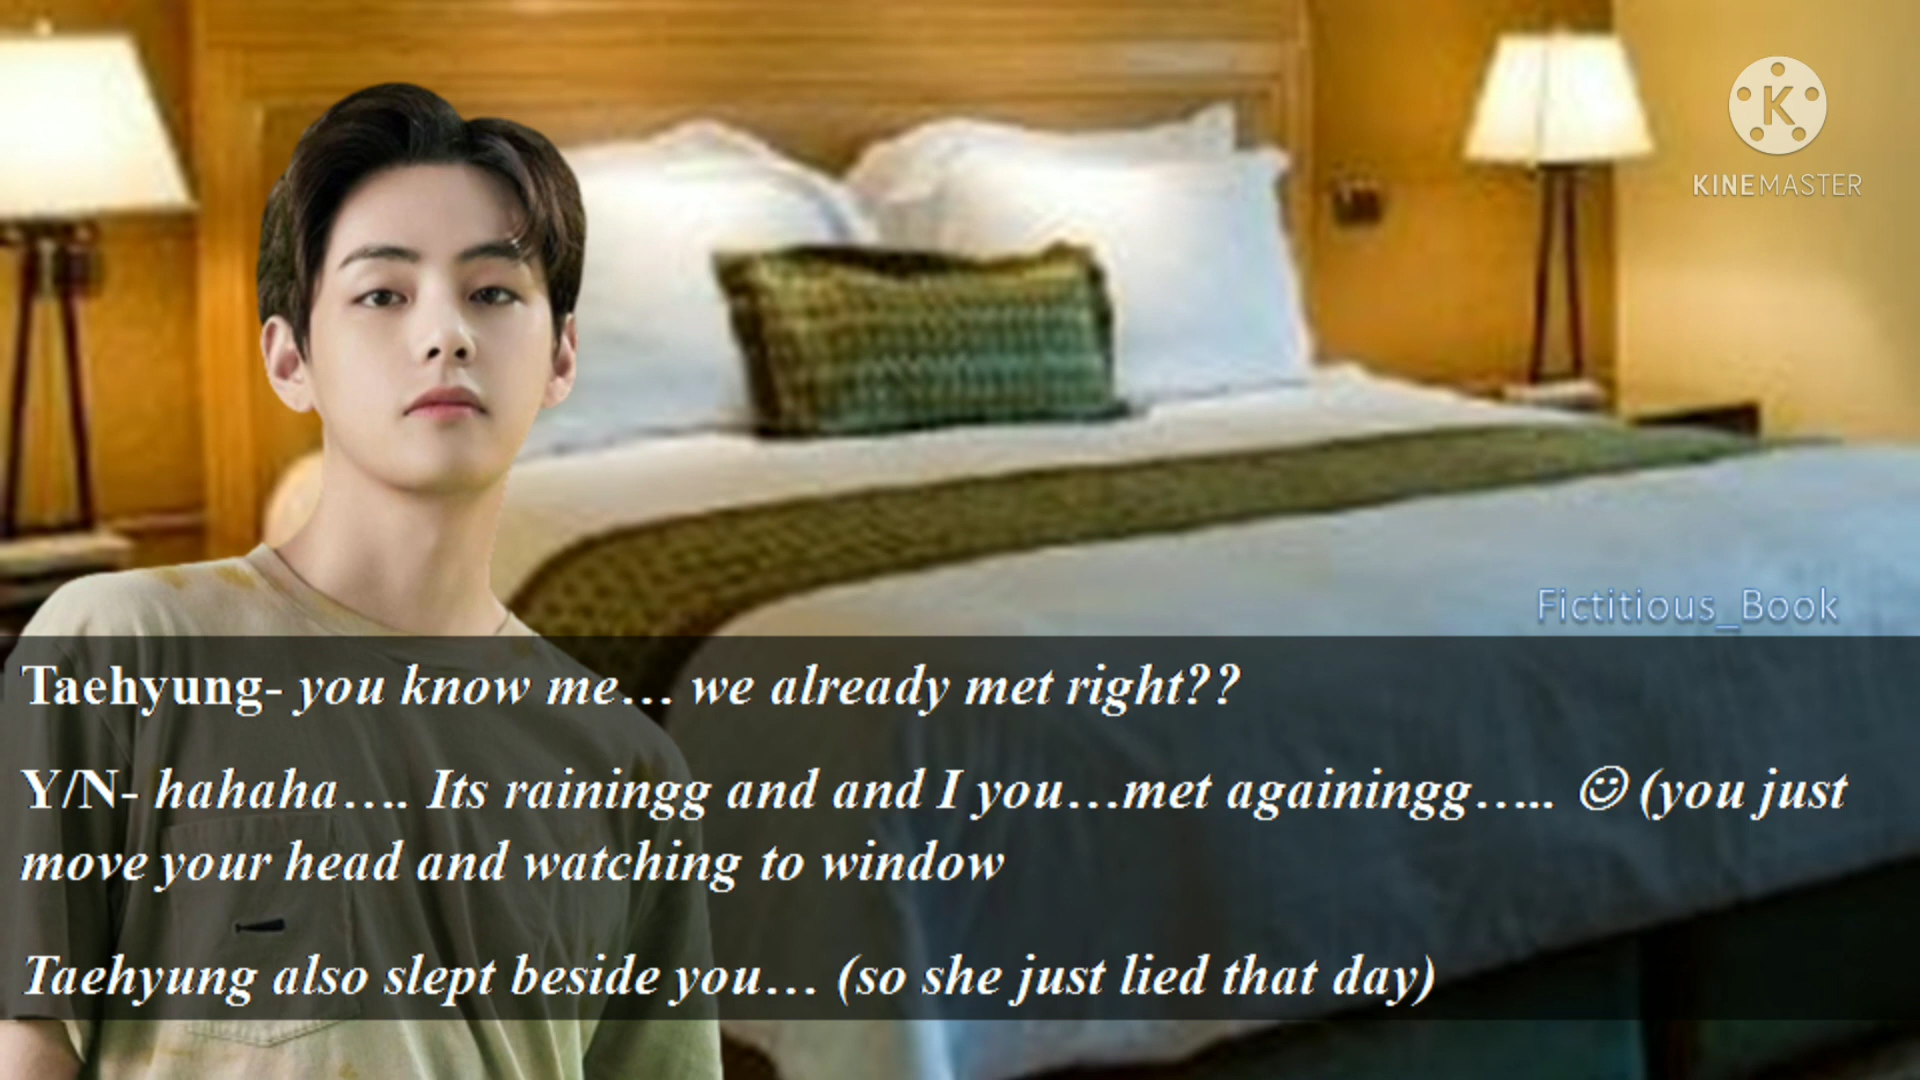 K
KINEMASTER
Fictitious_Book
Taehyung- you know me… we already met right??
Y/N- hahaha…. Its rainingg and and I you…met againingg….. ☺ (you just
move your head and watching to window
Taehyung also slept beside you… (so she just lied that day)